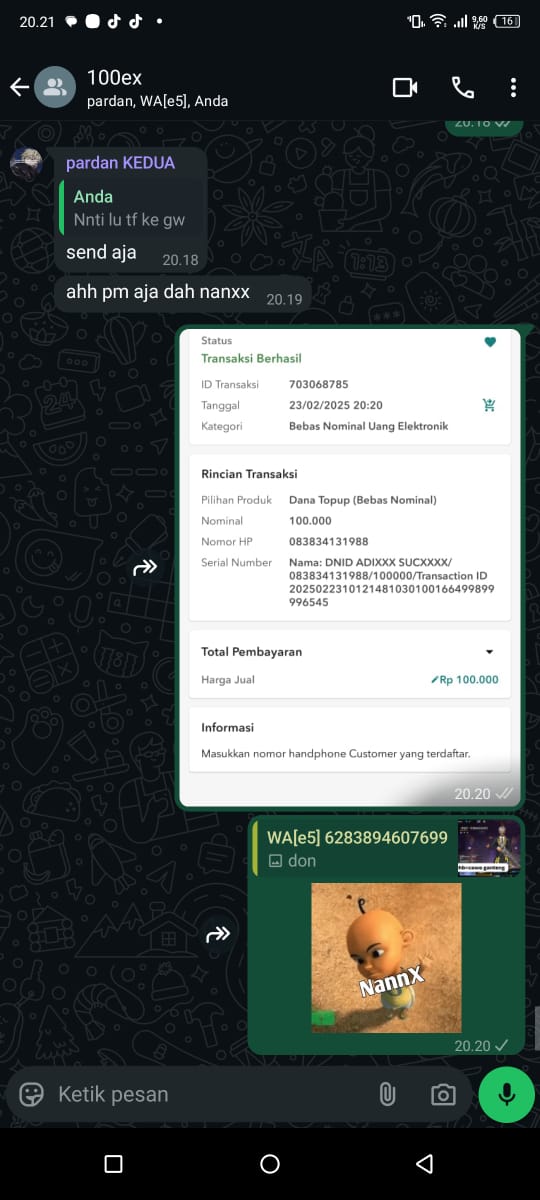 20.21
9,60
K/S
16
100ex
pardan, WA[e5], Anda
20.18
pardan KEDUA
Anda
Nnti lu tf ke gw
send aja
20.18
ahh pm aja dah nanxx
20.19
Status
Transaksi Berhasil
ID Transaksi 703068785
Tanggal 23/02/2025 20:20
Kategori Bebas Nominal Uang Elektronik
Rincian Transaksi
Pilihan Produk Dana Topup (Bebas Nominal)
Nominal 100.000
Nomor HP 083834131988
Serial Number Nama: DNID ADIXXX SUCXXXX/
083834131988/100000/Transaction ID
20250223101214810301001664998​99
996545
Total Pembayaran
Harga Jual Rp 100.000
Informasi
Masukkan nomor handphone Customer yang terdaftar.
20.20
WA[e5] 6283894607699
don
NannX
20.20
Ketik pesan